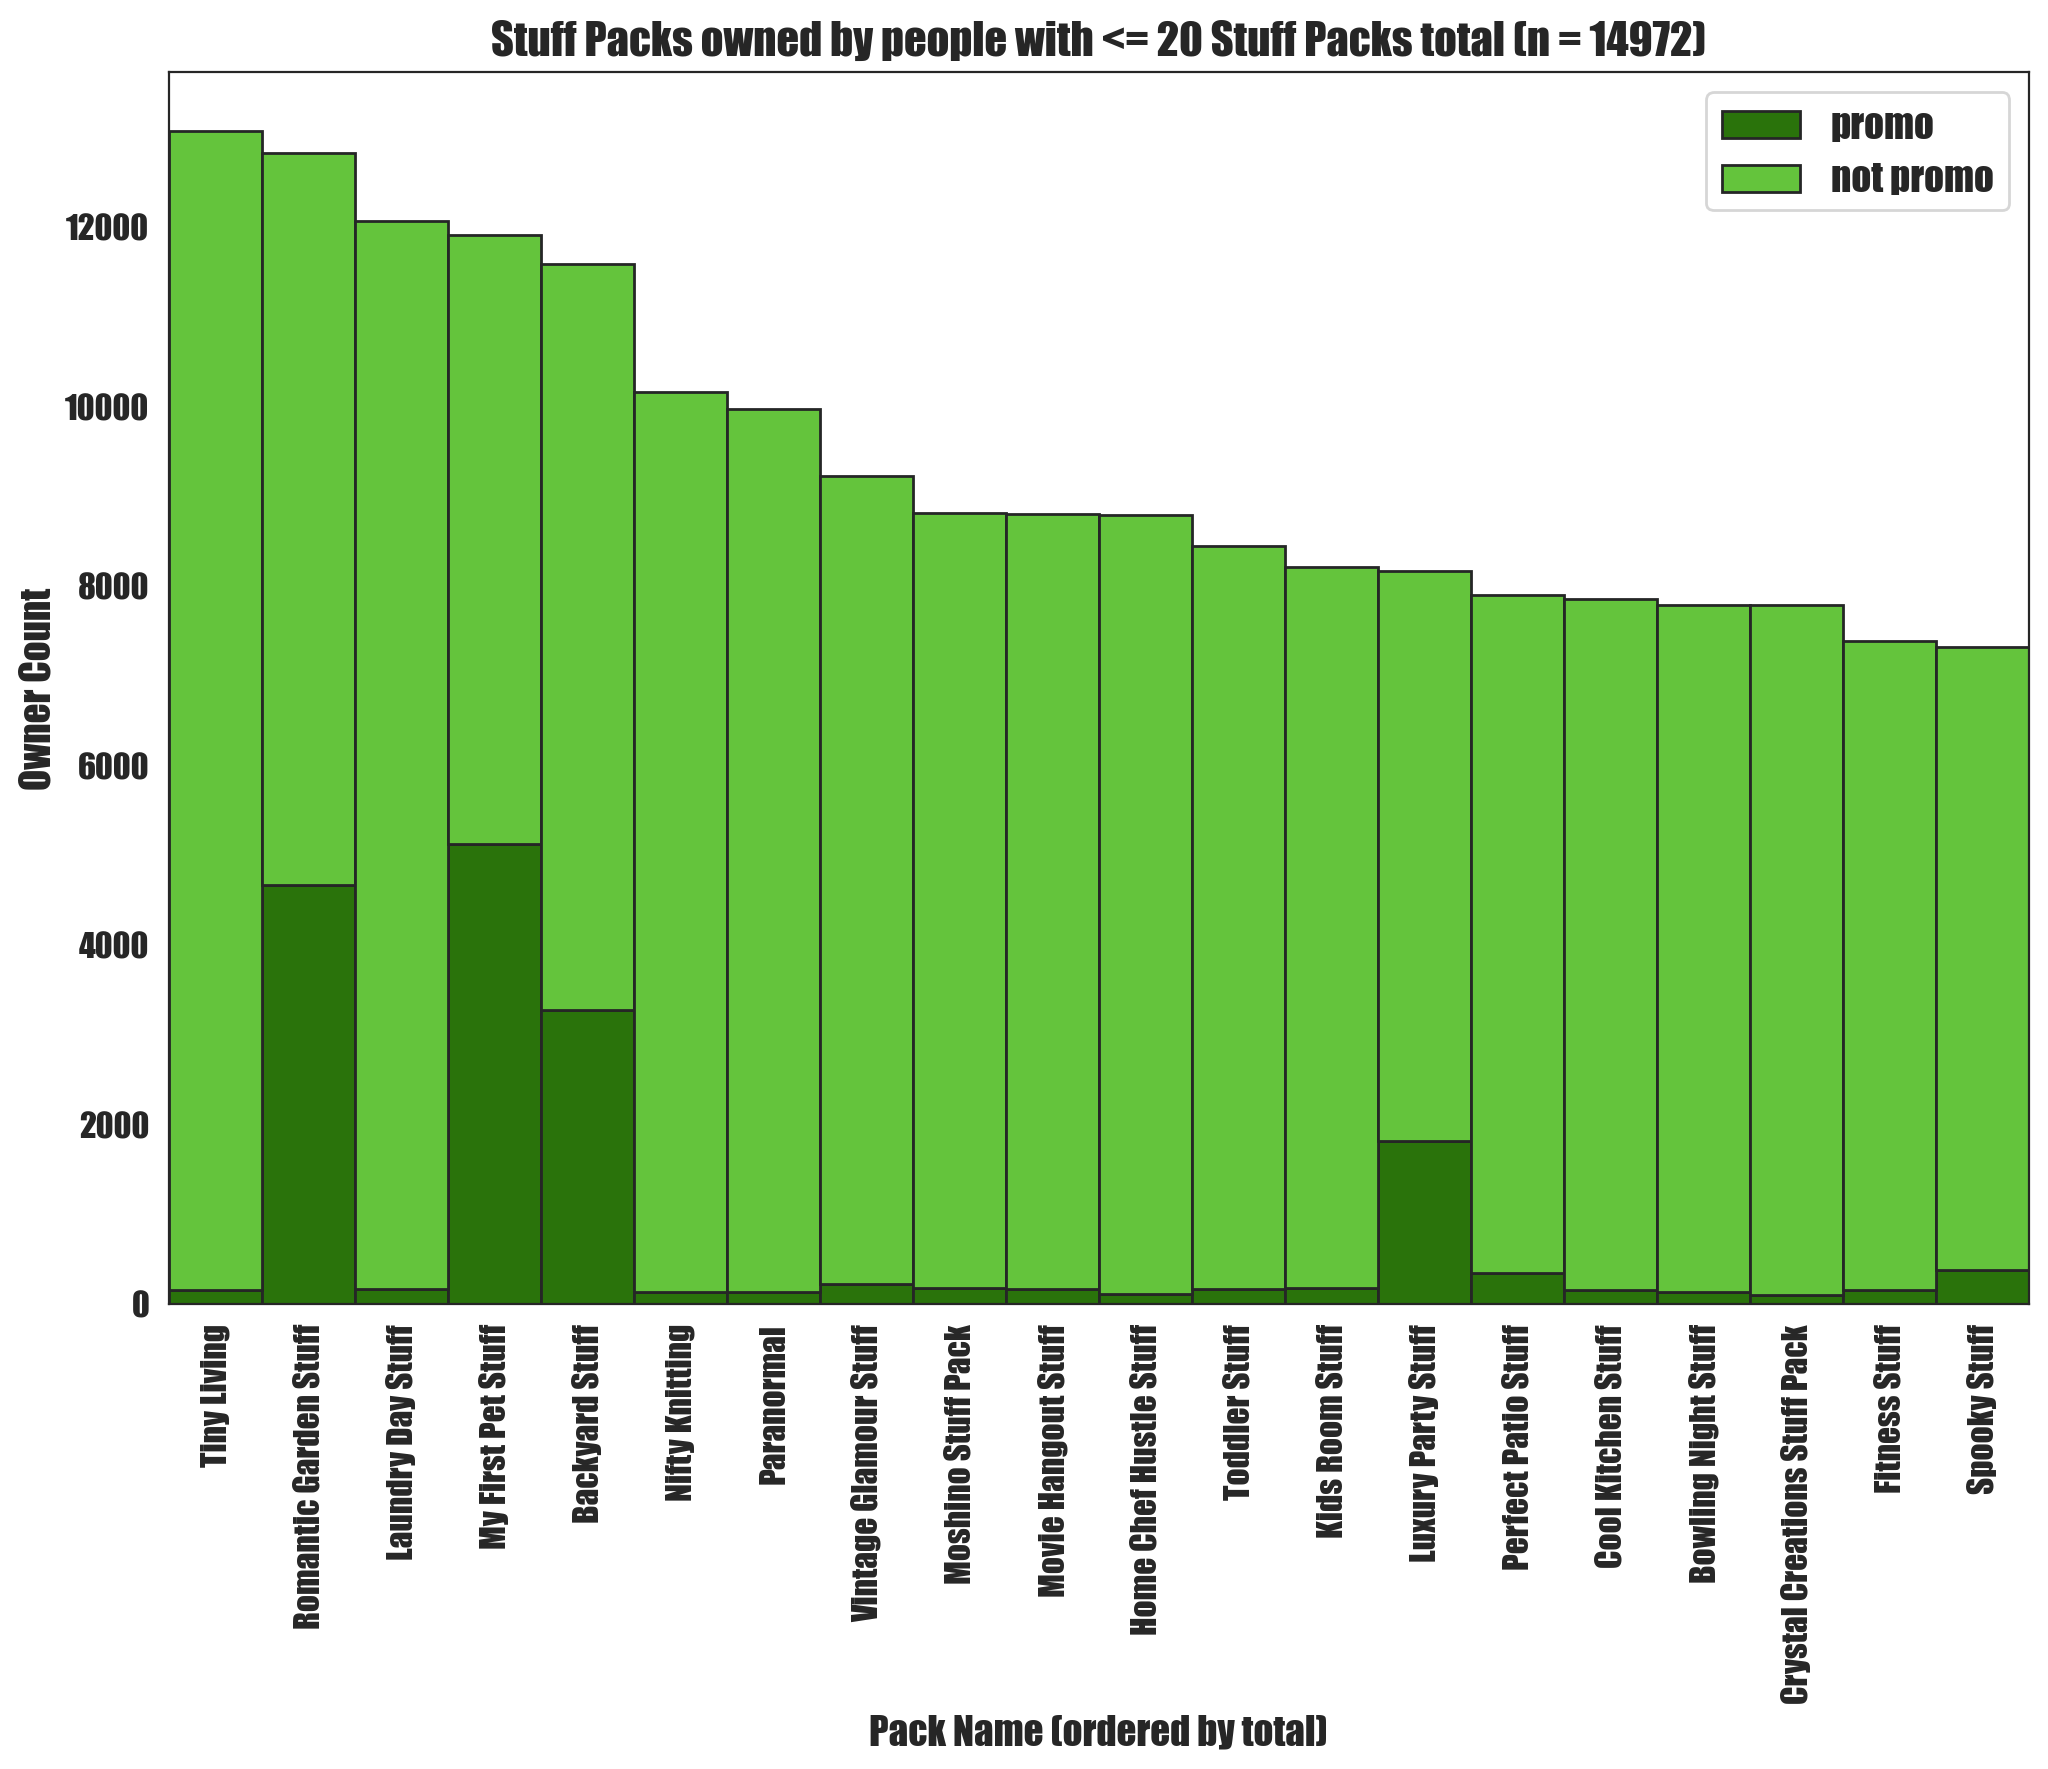 Stuff Packs owned by people with <= 20 Stuff Packs total (n = 14972)
promo
not promo
12000
10000
8000
6000
4000
2000
0
Owner Count
Tiny Living
Romantic Garden Stuff
Laundry Day Stuff
My First Pet Stuff
Backyard Stuff
Nifty Knitting
Paranormal
Vintage Glamour Stuff
Moshino Stuff Pack
Movie Hangout Stuff
Home Chef Hustle Stuff
Toddler Stuff
Kids Room Stuff
Luxury Party Stuff
Perfect Patio Stuff
Cool Kitchen Stuff
Bowling Night Stuff
Crystal Creations Stuff Pack
Fitness Stuff
Spooky Stuff
Pack Name (ordered by total)